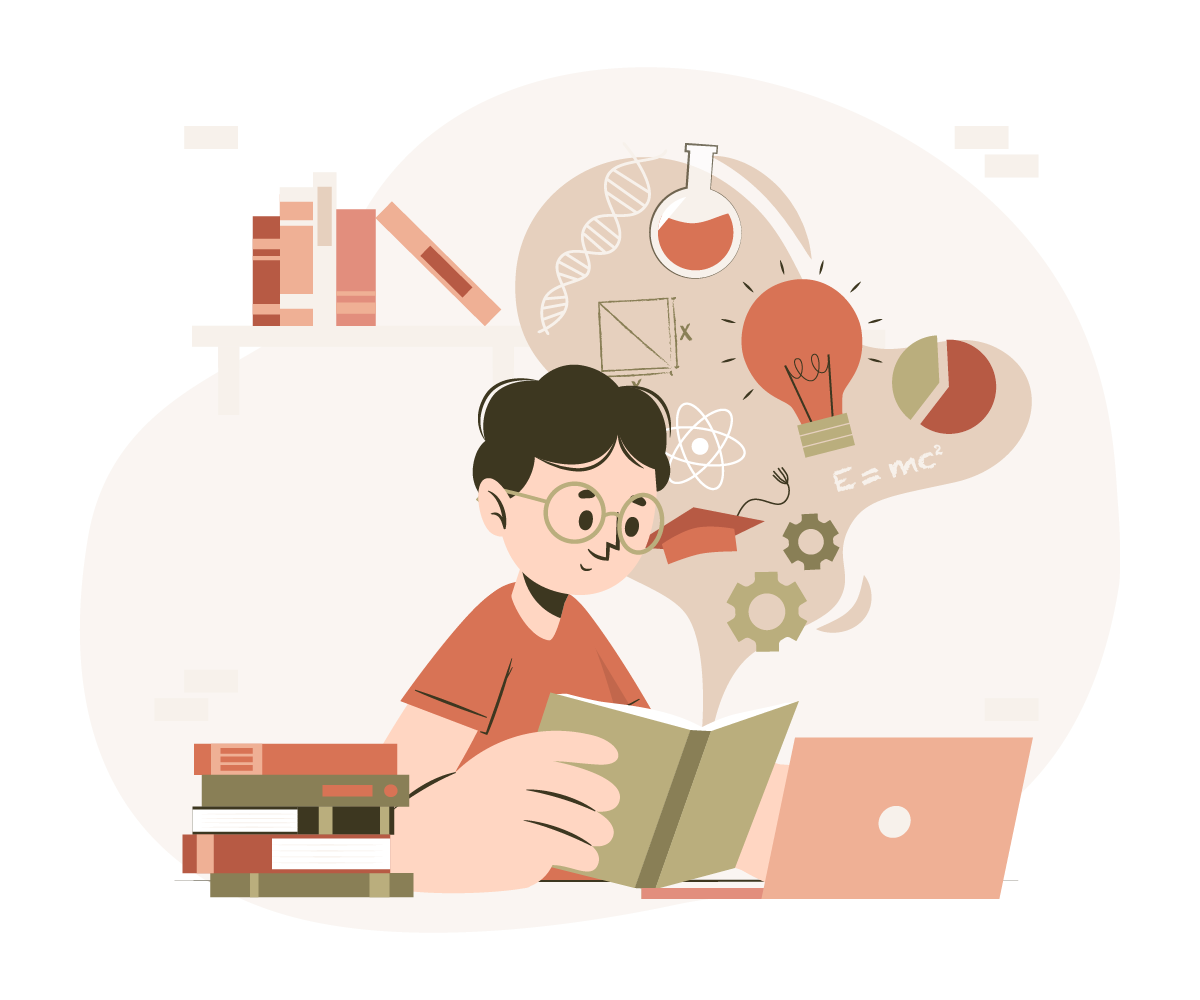 X
X
E = mc²